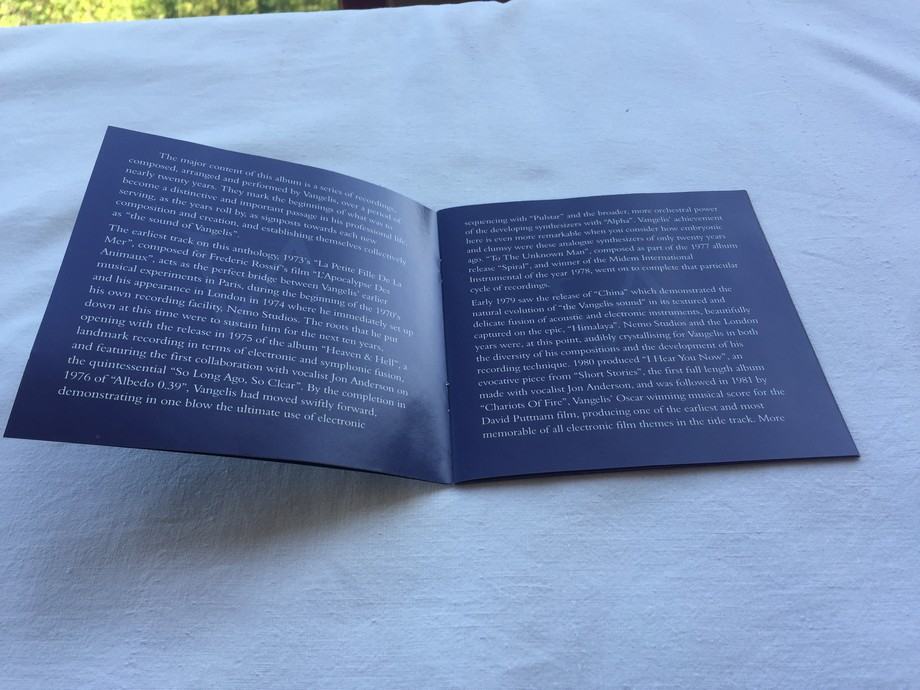 The major content of this album is a series of recordings,
composed, arranged and performed by Vangelis, over a period of
nearly twenty years. They mark the beginnings of what was to
become a distinctive and important passage in his professional life,
serving, as the years roll by, as signposts towards each new
composition and creation, and establishing themselves collectively
as "the sound of Vangelis".
The earliest track on this anthology, 1973's "La Petite Fille De La
Mer", composed for Frederic Rossif's film "L'Apocalypse Des
Animaux", acts as the perfect bridge between Vangelis' earlier
musical experiments in Paris, during the beginning of the 1970's
and his appearance in London in 1974 where he immediately set up
his own recording facility, Nemo Studios. The roots that he put
down at this time were to sustain him for the next ten years,
opening with the release in 1975 of the album "Heaven & Hell", a
landmark recording in terms of electronic and symphonic fusion,
and featuring the first collaboration with vocalist Jon Anderson on
the quintessential "So Long Ago, So Clear". By the completion in
1976 of "Albedo 0.39", Vangelis had moved swiftly forward,
demonstrating in one blow the ultimate use of electronic
sequencing with "Pulstar" and the broader, more orchestral power
of the developing synthesizers with "Alpha". Vangelis' achievement
here is even more remarkable when you consider how embryonic
and clumsy were these analogue synthesizers of only twenty years
ago. "To The Unknown Man", composed as part of the 1977 album
release "Spiral", and winner of the Midem International
Instrumental of the year 1978, went on to complete that particular
cycle of recordings.
Early 1979 saw the release of "China" which demonstrated the
natural evolution of "the Vangelis sound" in its textured and
delicate fusion of acoustic and electronic instruments, beautifully
captured on the epic, "Himalaya". Nemo Studios and the London
years were, at this point, audibly crystallising for Vangelis in both
the diversity of his compositions and the development of his
recording technique. 1980 produced "I Hear You Now", an
evocative piece from "Short Stories", the first full length album
made with vocalist Jon Anderson, and was followed in 1981 by
"Chariots Of Fire", Vangelis' Oscar winning musical score for the
David Puttnam film, producing one of the earliest and most
memorable of all electronic film themes in the title track. More